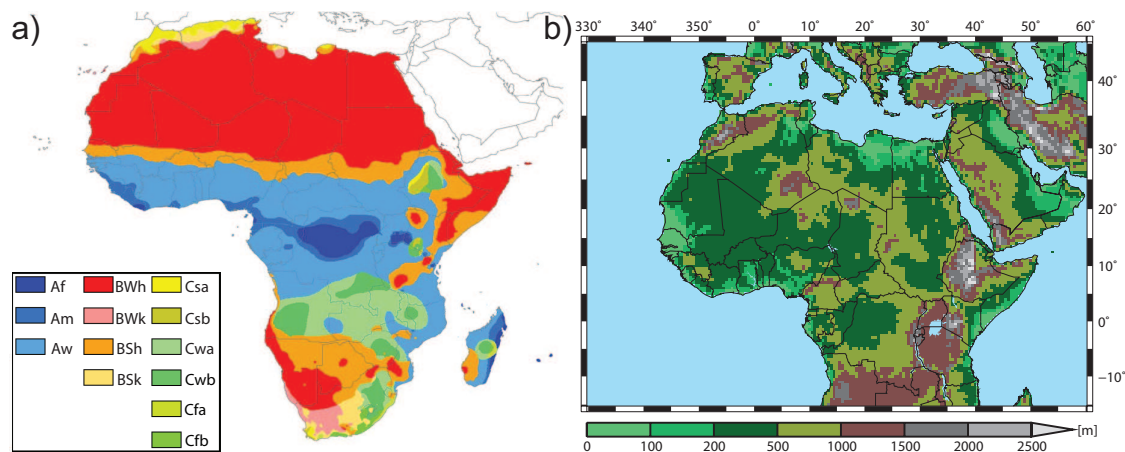 a)
Af BWh Csa
Am BWk Csb
Aw BSh Cwa
BSk Cwb
Cfa
Cfb
b)
330° 340° 350° 0° 10° 20° 30° 40° 50° 60°
40°
30°
20°
10°
0°
−10°
[m]
0 100 200 500 1000 1500 2000 2500